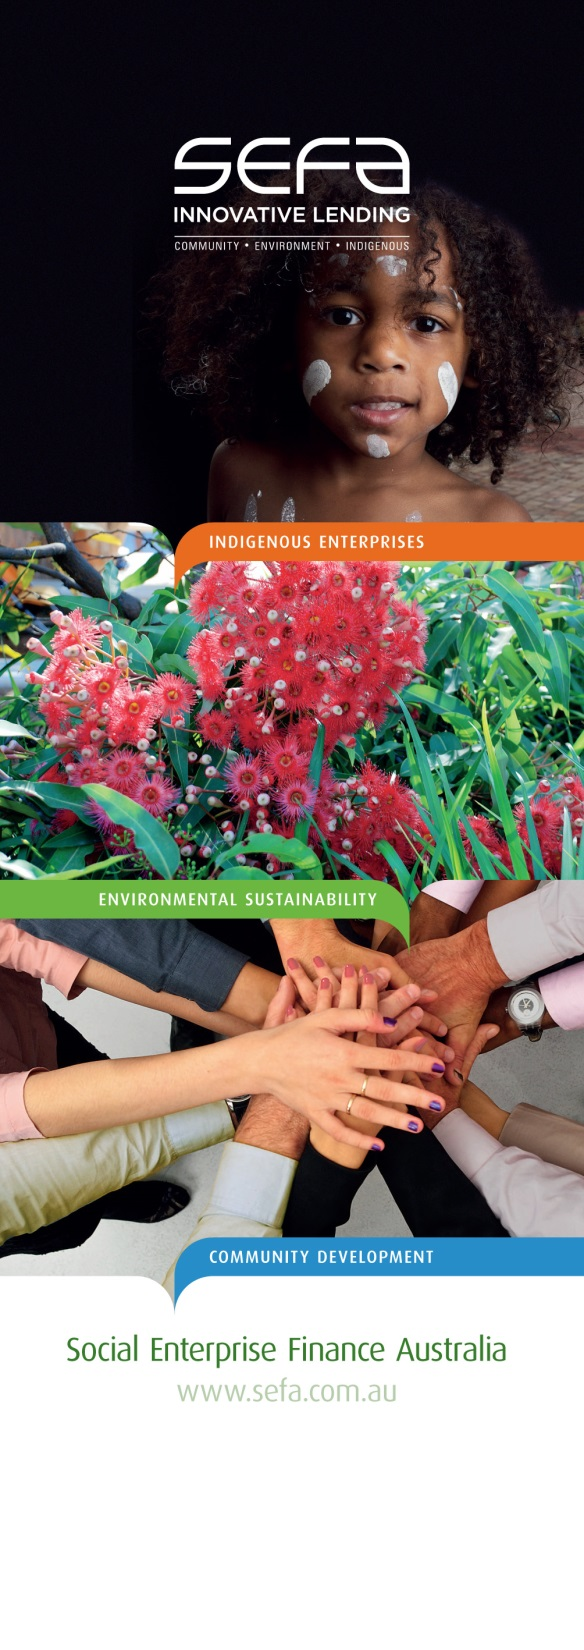 sefa
INNOVATIVE LENDING
COMMUNITY • ENVIRONMENT • INDIGENOUS
INDIGENOUS ENTERPRISES
ENVIRONMENTAL SUSTAINABILITY
COMMUNITY DEVELOPMENT
Social Enterprise Finance Australia
www.sefa.com.au